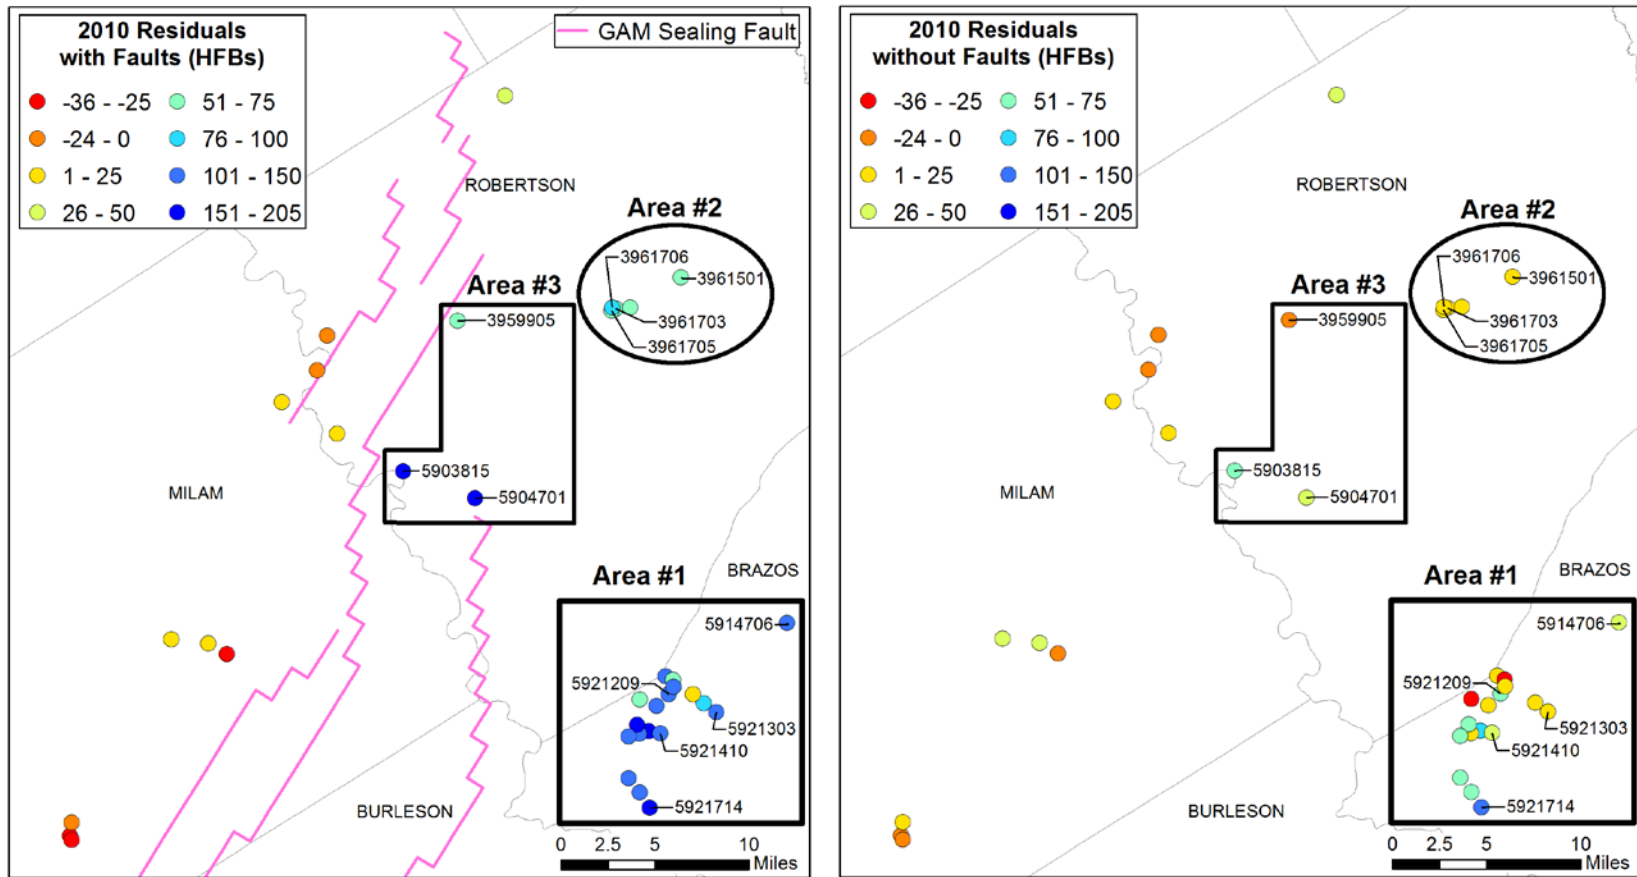 2010 Residuals
with Faults (HFBs)
-36 - -25
51 - 75
-24 - 0
76 - 100
1 - 25
101 - 150
26 - 50
151 - 205
GAM Sealing Fault
ROBERTSON
Area #2
3961706
3961501
3961703
3961705
Area #3
3959905
5903815
5904701
MILAM
BRAZOS
Area #1
5914706
5921209
5921303
5921410
5921714
BURLESON
0 2.5 5 10
Miles
2010 Residuals
without Faults (HFBs)
-36 - -25
51 - 75
-24 - 0
76 - 100
1 - 25
101 - 150
26 - 50
151 - 205
ROBERTSON
Area #2
3961706
3961501
3961703
3961705
Area #3
3959905
5903815
5904701
MILAM
BRAZOS
Area #1
5914706
5921209
5921303
5921410
5921714
BURLESON
0 2.5 5 10
Miles